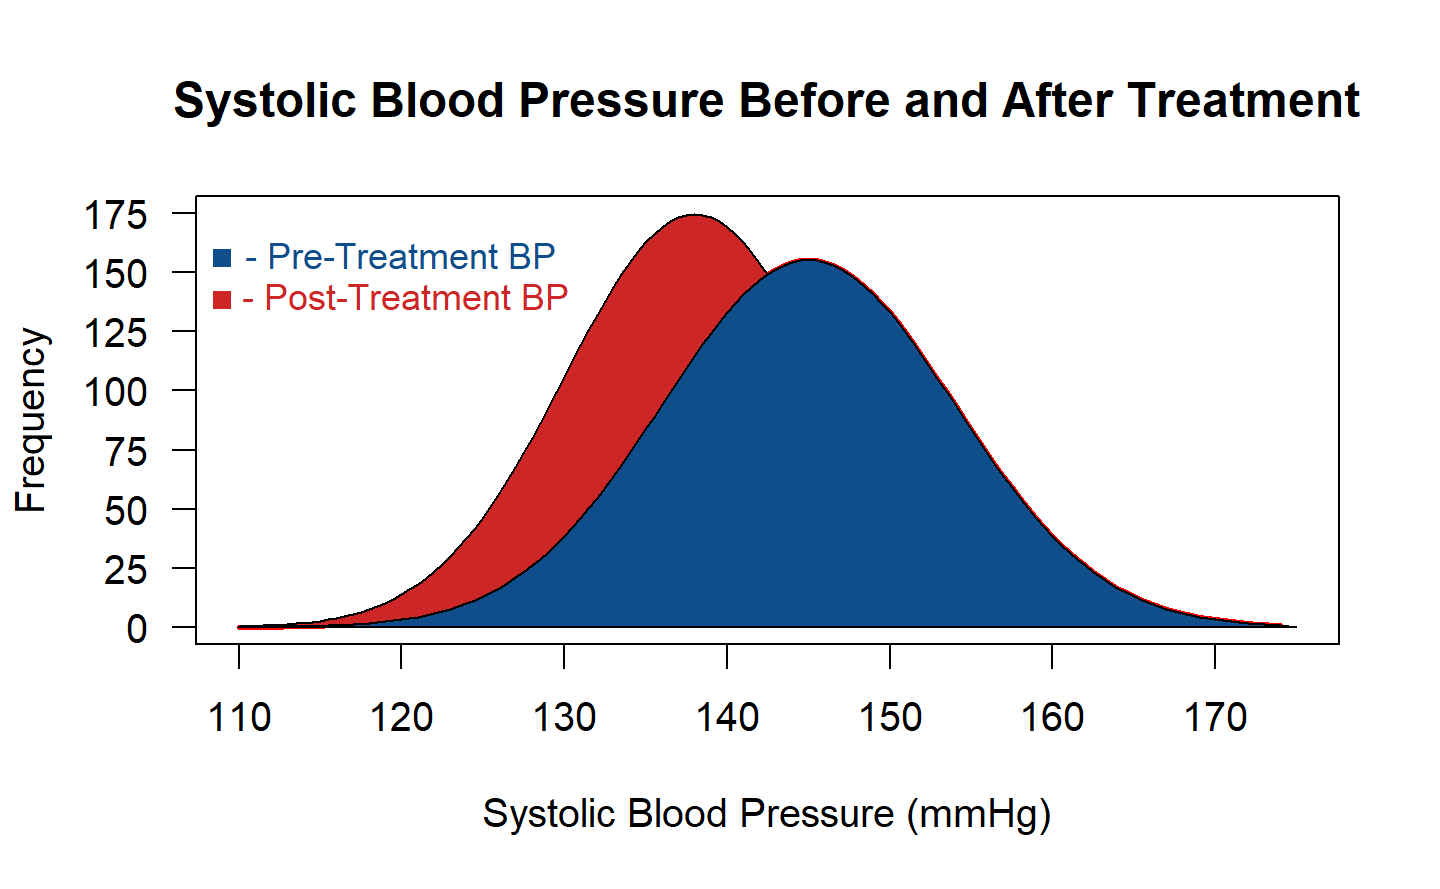 Systolic Blood Pressure Before and After Treatment
175
150
125
100
75
50
25
0
Frequency
- Pre-Treatment BP
- Post-Treatment BP
110 120 130 140 150 160 170
Systolic Blood Pressure (mmHg)